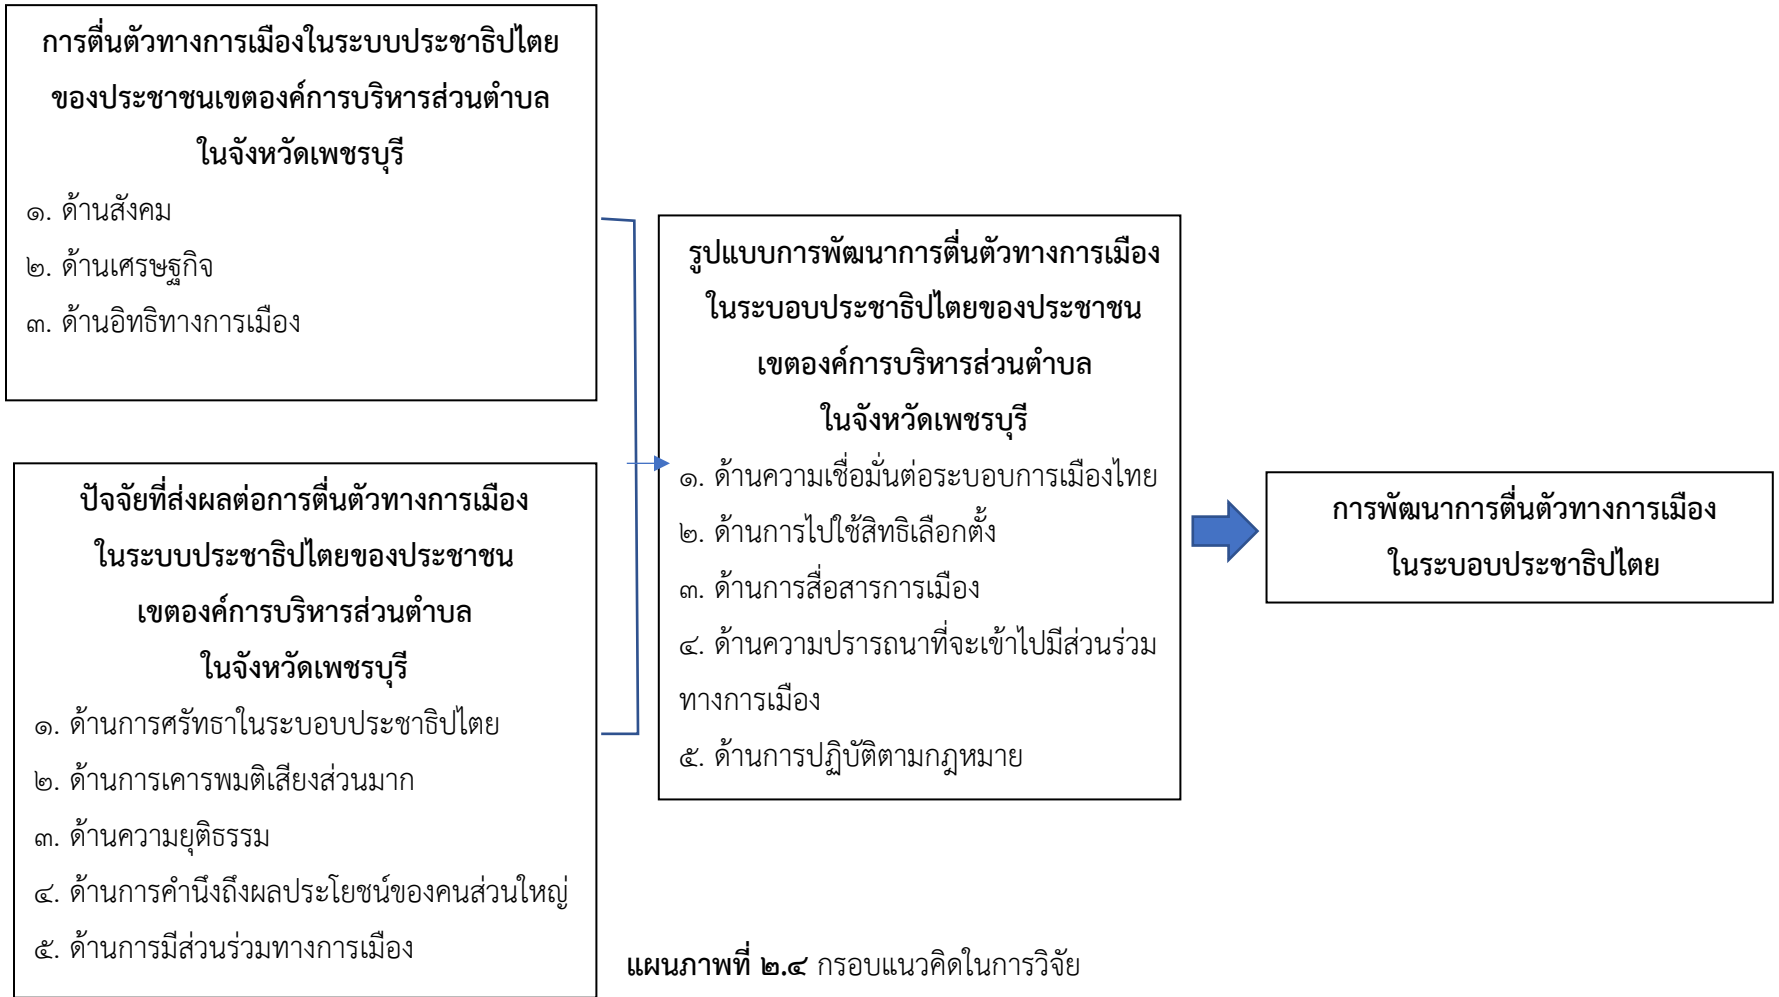 การตื่นตัวทางการเมืองในระบบประชาธิปไตย
ของประชาชนเขตองค์การบริหารส่วนตำบล
ในจังหวัดเพชรบุรี
๑. ด้านสังคม
๒. ด้านเศรษฐกิจ
๓. ด้านอิทธิทางการเมือง
ปัจจัยที่ส่งผลต่อการตื่นตัวทางการเมือง
ในระบบประชาธิปไตยของประชาชน
เขตองค์การบริหารส่วนตำบล
ในจังหวัดเพชรบุรี
๑. ด้านการศรัทธาในระบอบประชาธิปไตย
๒. ด้านการเคารพมติเสียงส่วนมาก
๓. ด้านความยุติธรรม
๔. ด้านการคำนึงถึงผลประโยชน์ของคนส่วนใหญ่
๕. ด้านการมีส่วนร่วมทางการเมือง
รูปแบบการพัฒนาการตื่นตัวทางการเมือง
ในระบอบประชาธิปไตยของประชาชน
เขตองค์การบริหารส่วนตำบล
ในจังหวัดเพชรบุรี
๑. ด้านความเชื่อมั่นต่อระบอบการเมืองไทย
๒. ด้านการไปใช้สิทธิเลือกตั้ง
๓. ด้านการสื่อสารการเมือง
๔. ด้านความปรารถนาที่จะเข้าไปมีส่วนร่วม
ทางการเมือง
๕. ด้านการปฏิบัติตามกฎหมาย
การพัฒนาการตื่นตัวทางการเมือง
ในระบอบประชาธิปไตย
แผนภาพที่ ๒.๔ กรอบแนวคิดในการวิจัย